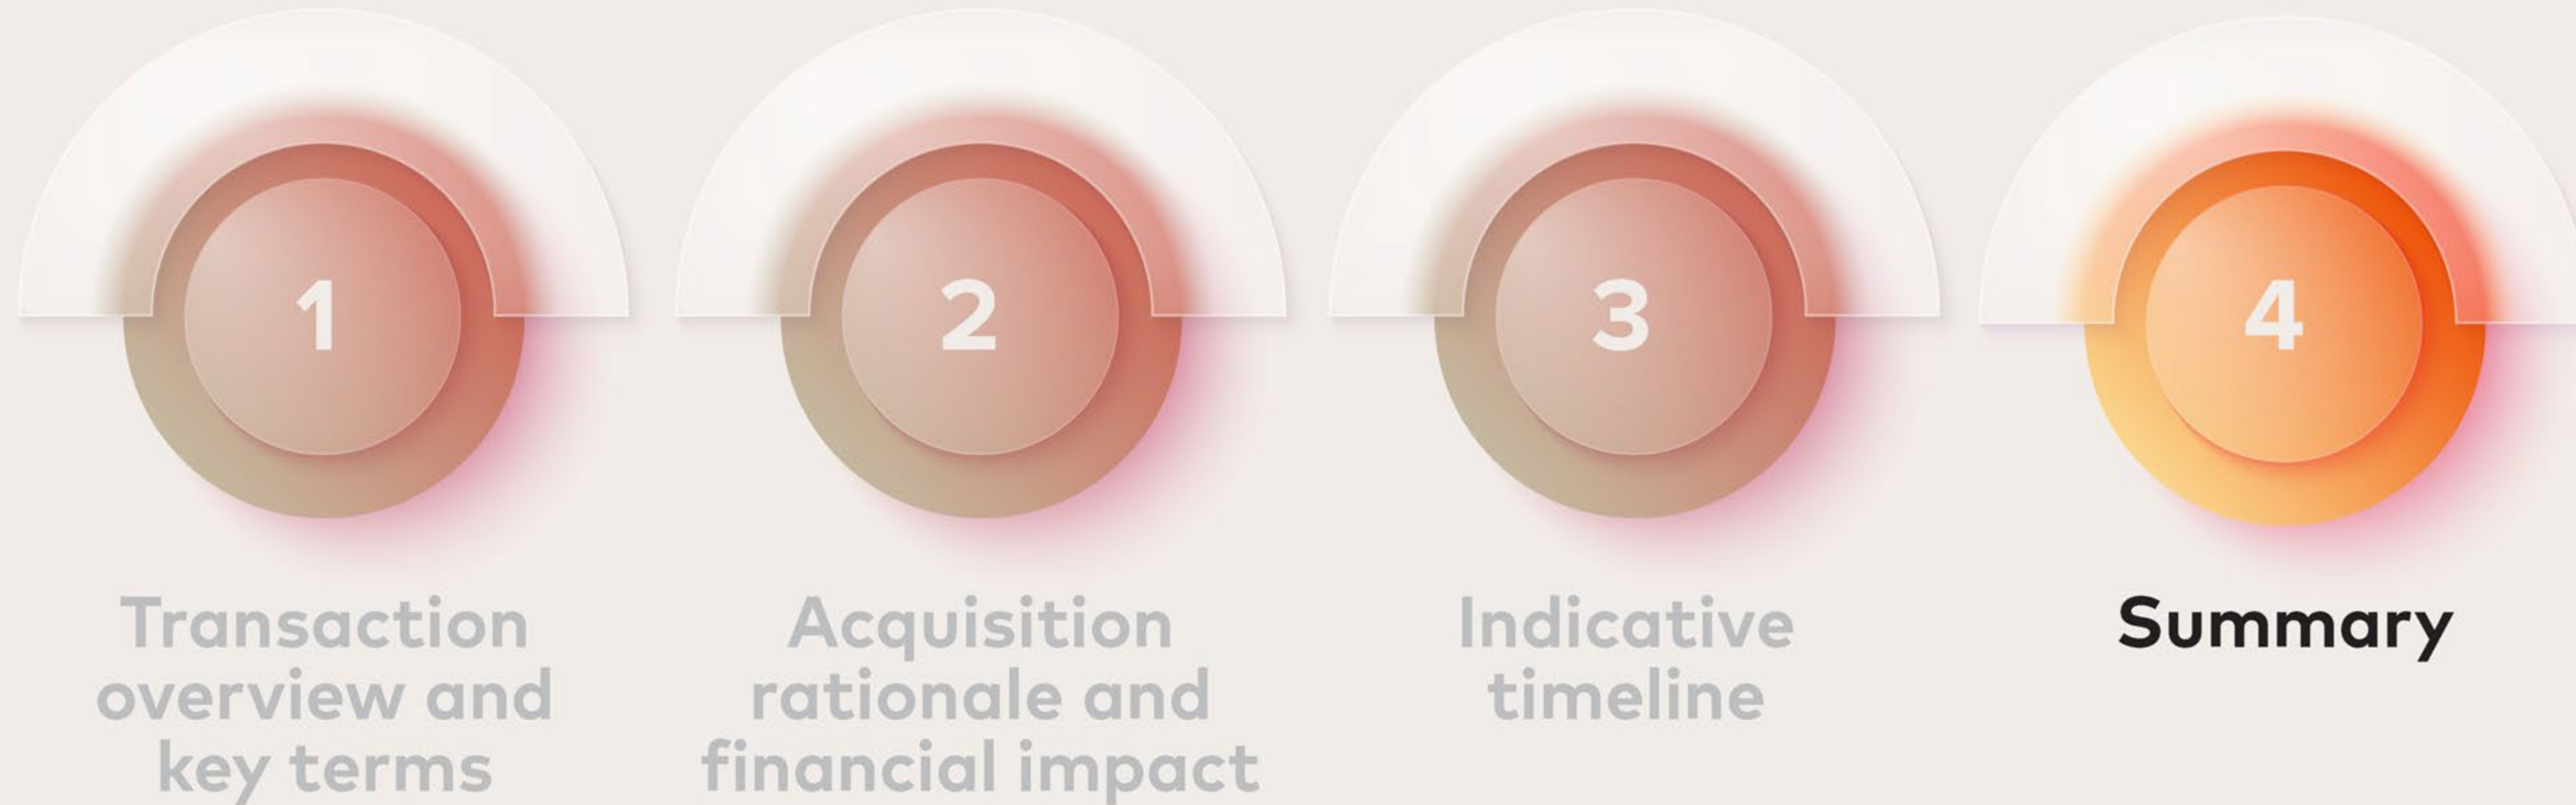 1
Transaction
overview and
key terms
2
Acquisition
rationale and
financial impact
3
Indicative
timeline
4
Summary